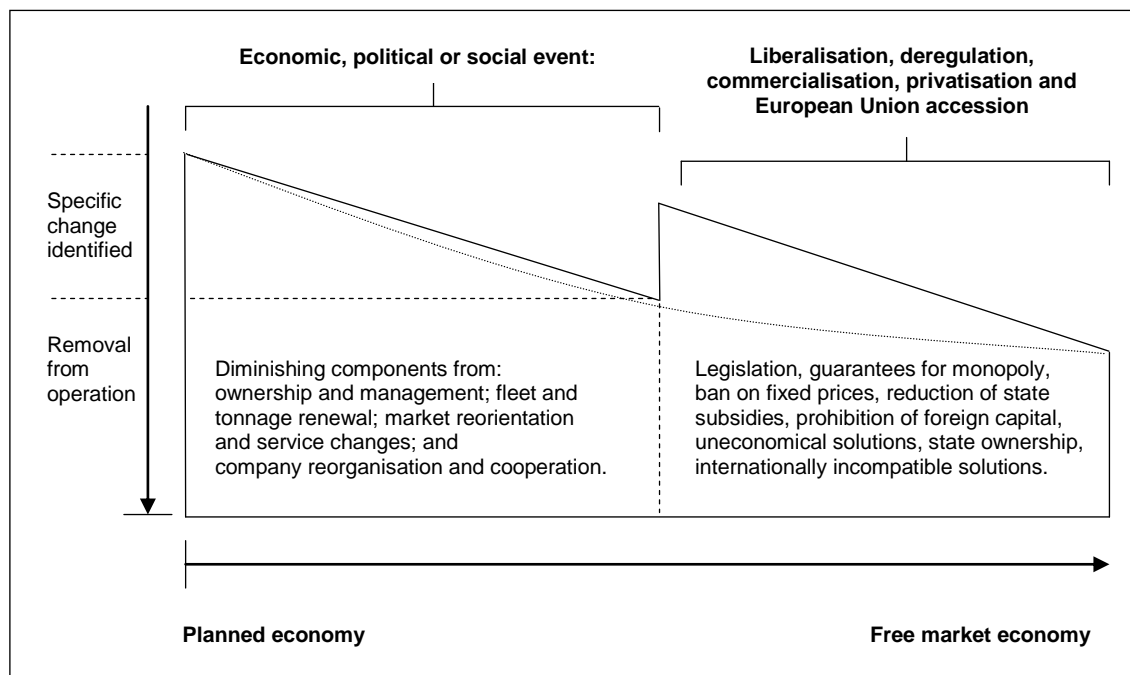 Economic, political or social event:
Liberalisation, deregulation,
commercialisation, privatisation and
European Union accession
Specific
change
identified
Removal
from
operation
Diminishing components from:
ownership and management; fleet and
tonnage renewal; market reorientation
and service changes; and
company reorganisation and cooperation.
Legislation, guarantees for monopoly,
ban on fixed prices, reduction of state
subsidies, prohibition of foreign capital,
uneconomical solutions, state ownership,
internationally incompatible solutions.
Planned economy
Free market economy